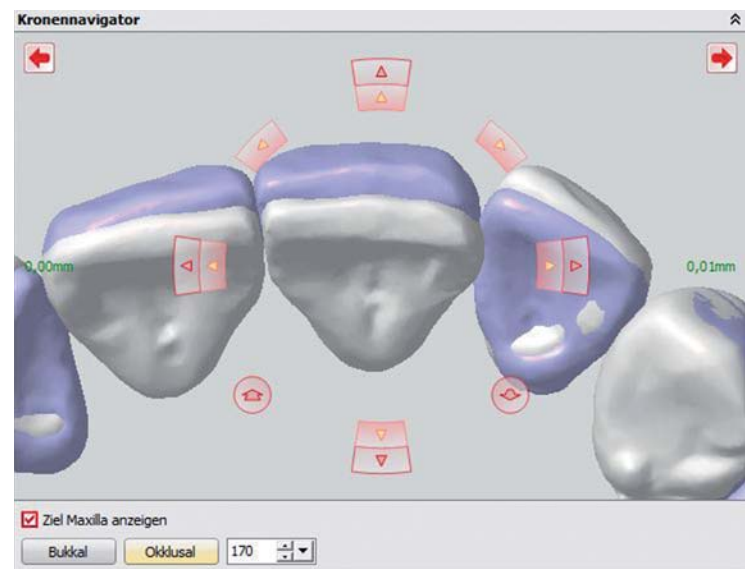 Kronennavigator
0,00mm
0,01mm
Ziel Maxilla anzeigen
Bukkal Okklusal 170